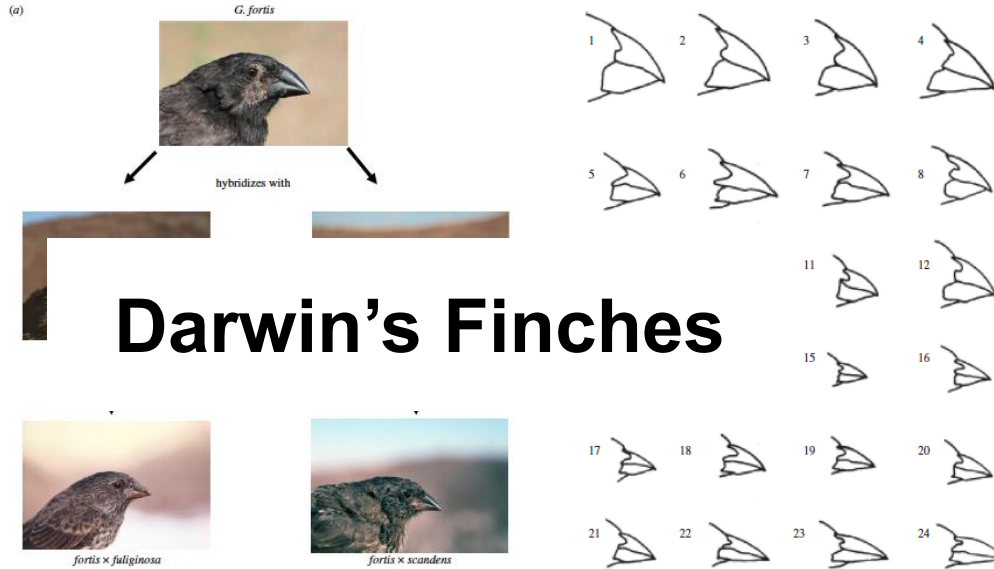 (a)
G. fortis
hybridizes with
Darwin’s Finches
fortis × fuliginosa
fortis × scandens
1 2 3 4
5 6 7 8
11 12
15 16
17 18 19 20
21 22 23 24